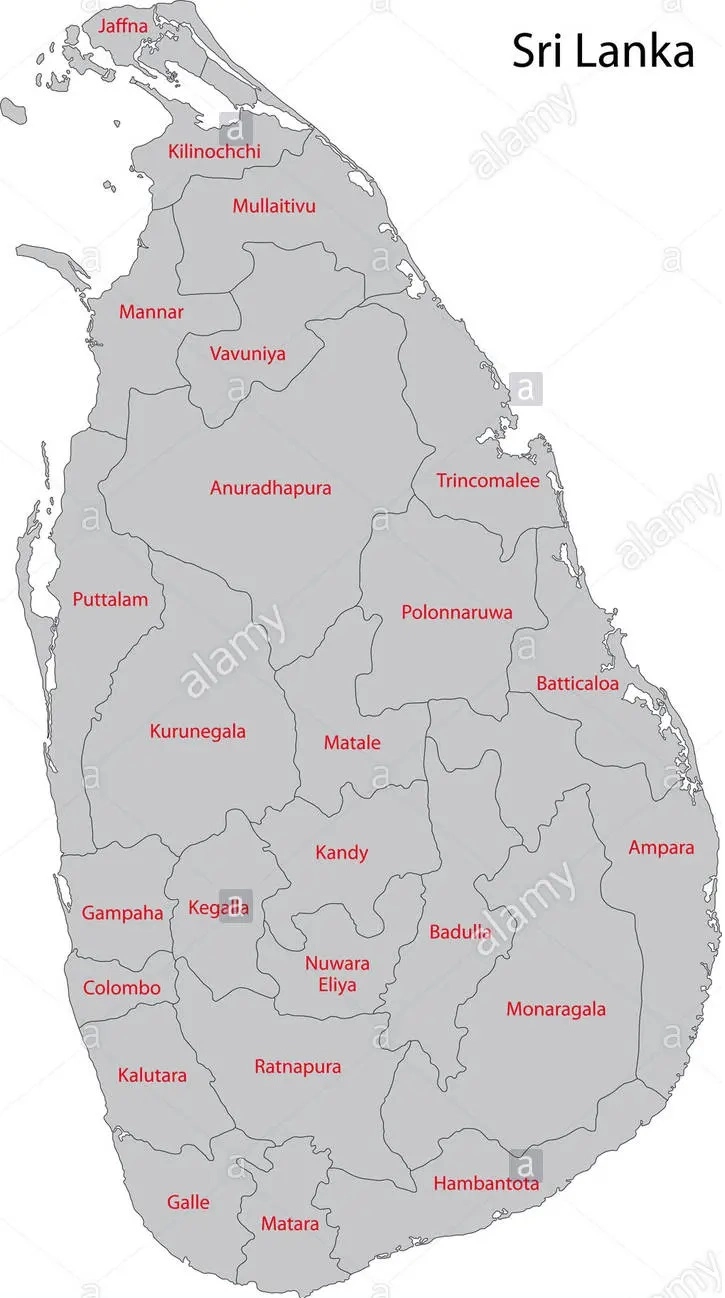 Jaffna
Sri Lanka
a
alamy
Kilinochchi
Mullaitivu
a
a
a
Mannar
Vavuniya
a
a
Trincomalee
Anuradhapura
a
a
alamy
Puttalam
Polonnaruwa
alamy
a
Batticaloa
Kurunegala
Matale
a
a
a
Kandy
Ampara
Gampaha
Kegalla
a
alamy
Badulla
Nuwara
Eliya
Colombo
Monaragala
a
a
a
Kalutara
Ratnapura
a
a
Hambantota
Galle
Matara
alamy